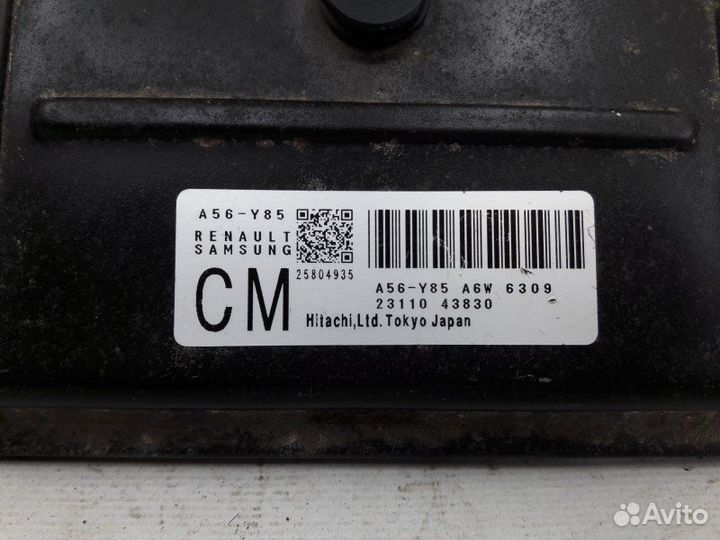 A56-Y85
RENAULT
SAMSUNG
25804935
CM
A56-Y85 A6W 6309
23110 43830
Hitachi,Ltd. Tokyo Japan
Avito